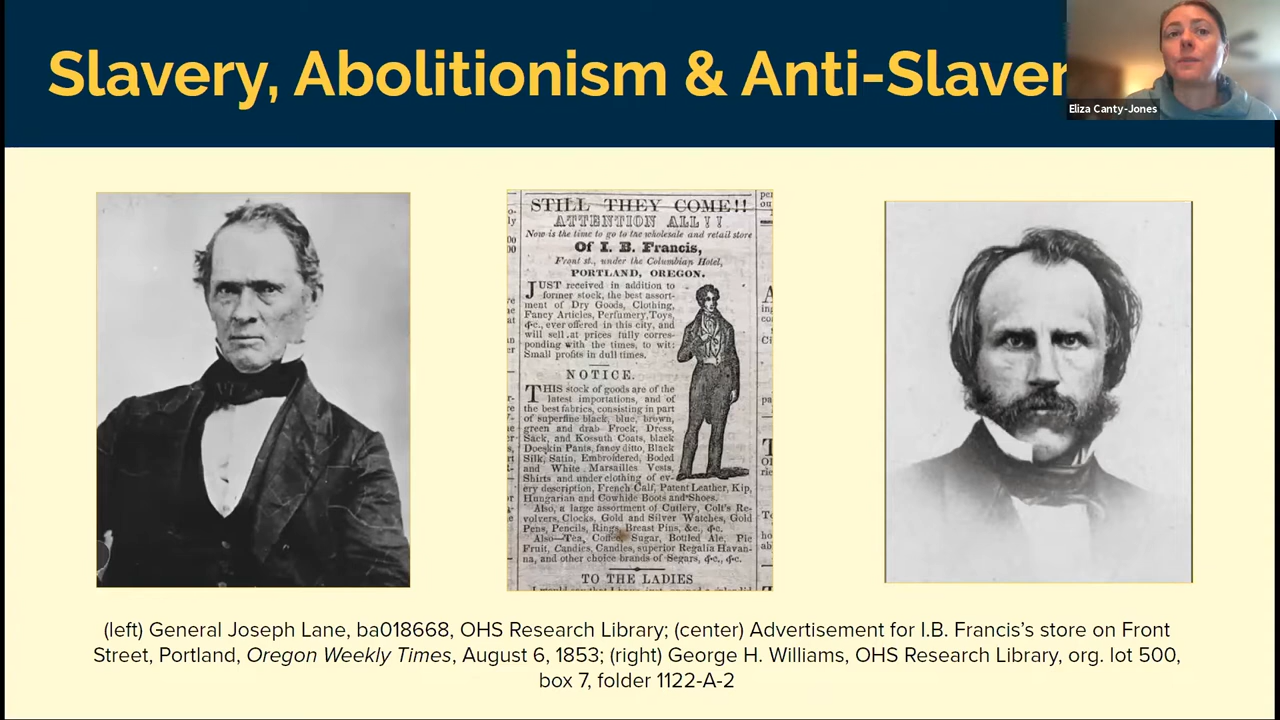 Slavery, Abolitionism & Anti-Slaver
Eliza Canty-Jones
STILL THEY COME!!
ATTENTION ALL!!
Now is the time to go to the wholesale and retail store
Of I. B. Francis,
Front st., under the Columbian Hotel,
PORTLAND, OREGON.
JUST received in addition to
former stock, the best assort-
ment of Dry Goods, Clothing,
Fancy Articles, Perfumery, Toys,
&c., ever offered in this city, and
will sell at prices fully corres-
ponding with the times, to wit:
Small profits in dull times.
NOTICE.
THIS stock of goods are of the
latest importations, and of
the best fabrics, consisting in part
of superfine black, blue, brown,
green and drab Frock, Dress,
Sack, and Kossuth Coats, black
Doeskin Pants, fancy ditto, Black
Silk, Satin, Embroidered, Boded
and White Marsailles Vests,
Shirts and under clothing of ev-
ery description, French Calf, Patent Leather, Kip,
Hungarian and Cowhide Boots and Shoes.
Also, a large assortment of Cutlery, Colt's Re-
volvers, Clocks, Gold and Silver Watches, Gold
Pens, Pencils, Rings, Breast Pins, &c., &c.
Also—Tea, Coffee, Sugar, Bottled Ale, Pie
Fruit, Candies, Candles, superior Regalia Havan-
na, and other choice brands of Segars, &c., &c.
TO THE LADIES
(left) General Joseph Lane, ba018668, OHS Research Library; (center) Advertisement for I.B. Francis's store on Front
Street, Portland, Oregon Weekly Times, August 6, 1853; (right) George H. Williams, OHS Research Library, org. lot 500,
box 7, folder 1122-A-2